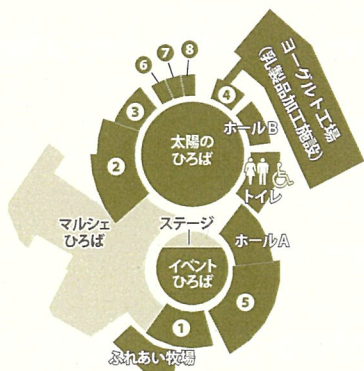 ⑥ ⑦ ⑧
③
④
ヨーグルト工場
(乳製品加工施設)
太陽の
ひろば
ホールB
②
トイレ
マルシェ
ひろば
ステージ
ホールA
イベント
ひろば
⑤
①
ふれあい牧場